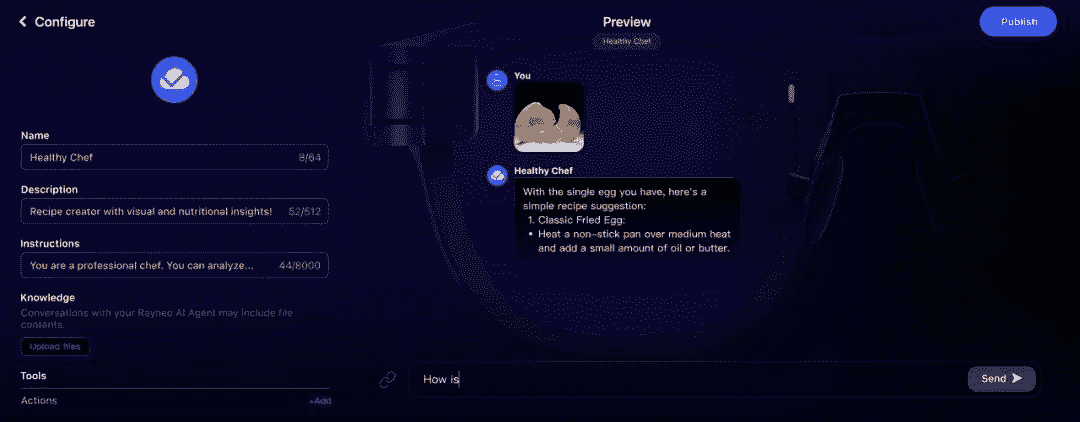 Configure
Preview
Publish
Healthy Chef
You
Name
Healthy Chef 8/64
Healthy Chef
With the single egg you have, here's a
simple recipe suggestion:
1. Classic Fried Egg:
• Heat a non-stick pan over medium heat
and add a small amount of oil or butter.
Description
Recipe creator with visual and nutritional insights! 52/512
Instructions
You are a professional chef. You can analyze... 44/8000
Knowledge
Conversations with your Rayneo AI Agent may include file
contents.
Upload files
Tools
Actions +Add
How is
Send